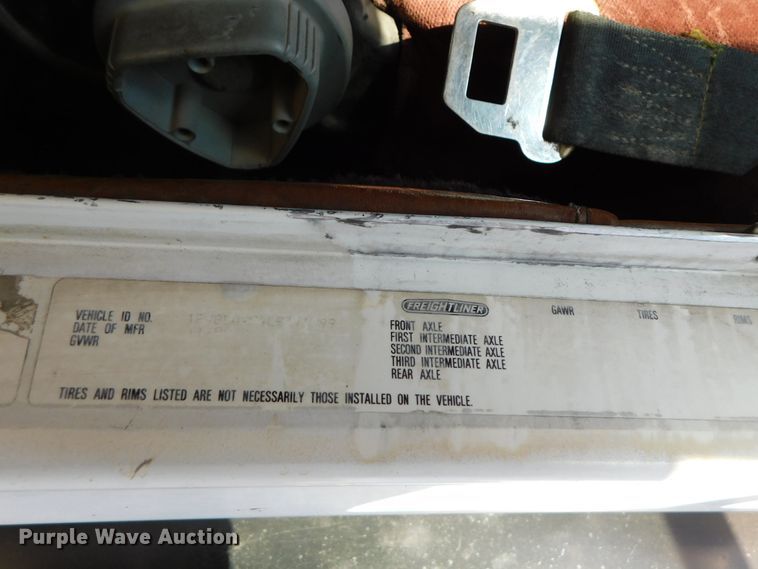 FREIGHTLINER GAWR TIRES RIMS
VEHICLE ID NO.
DATE OF MFR
GVWR
FRONT AXLE
FIRST INTERMEDIATE AXLE
SECOND INTERMEDIATE AXLE
THIRD INTERMEDIATE AXLE
REAR AXLE
TIRES AND RIMS LISTED ARE NOT NECESSARILY THOSE INSTALLED ON THE VEHICLE.
Purple Wave Auction